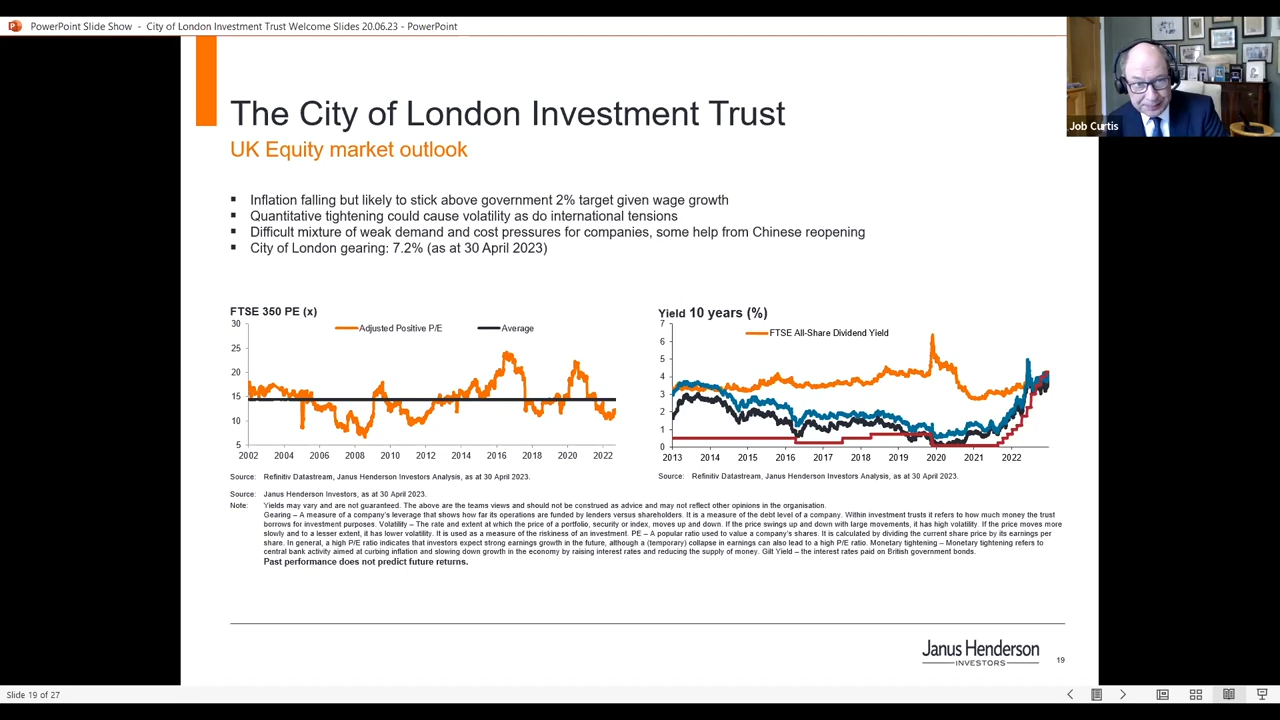 PowerPoint Slide Show - City of London Investment Trust Welcome Slides 20.06.23 - PowerPoint
Job Curtis
The City of London Investment Trust
UK Equity market outlook
▪ Inflation falling but likely to stick above government 2% target given wage growth
▪ Quantitative tightening could cause volatility as do international tensions
▪ Difficult mixture of weak demand and cost pressures for companies, some help from Chinese reopening
▪ City of London gearing: 7.2% (as at 30 April 2023)
FTSE 350 PE (x)
Adjusted Positive P/E
Average
30
25
20
15
10
5
2002 2004 2006 2008 2010 2012 2014 2016 2018 2020 2022
Source: Refinitiv Datastream, Janus Henderson Investors Analysis, as at 30 April 2023.
Yield 10 years (%)
FTSE All-Share Dividend Yield
7
6
5
4
3
2
1
0
2013 2014 2015 2016 2017 2018 2019 2020 2021 2022
Source: Refinitiv Datastream, Janus Henderson Investors Analysis, as at 30 April 2023.
Source: Janus Henderson Investors, as at 30 April 2023.
Note: Yields may vary and are not guaranteed. The above are the teams views and should not be construed as advice and may not reflect other opinions in the organisation.
Gearing – A measure of a company's leverage that shows how far its operations are funded by lenders versus shareholders. It is a measure of the debt level of a company. Within investment trusts it refers to how much money the trust
borrows for investment purposes. Volatility – The rate and extent at which the price of a portfolio, security or index, moves up and down. If the price swings up and down with large movements, it has high volatility. If the price moves more
slowly and to a lesser extent, it has lower volatility. It is used as a measure of the riskiness of an investment. PE – A popular ratio used to value a company's shares. It is calculated by dividing the current share price by its earnings per
share. In general, a high P/E ratio indicates that investors expect strong earnings growth in the future, although a (temporary) collapse in earnings can also lead to a high P/E ratio. Monetary tightening – Monetary tightening refers to
central bank activity aimed at curbing inflation and slowing down growth in the economy by raising interest rates and reducing the supply of money. Gilt Yield – the interest rates paid on British government bonds.
Past performance does not predict future returns.
Janus Henderson
INVESTORS
19
Slide 19 of 27